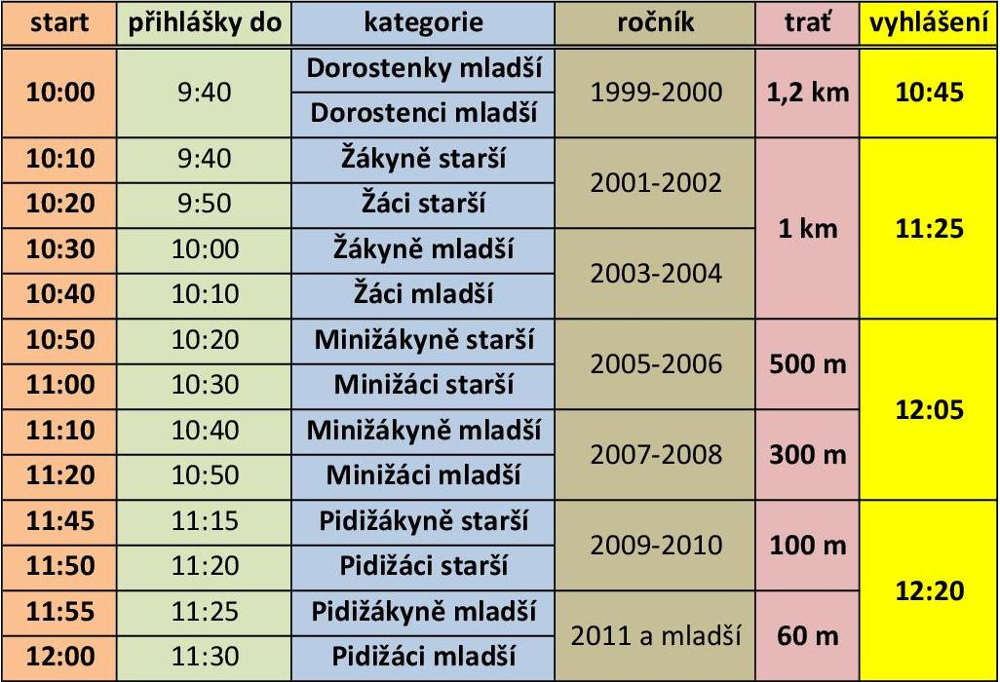 start přihlášky do kategorie ročník trať vyhlášení
10:00 9:40 Dorostenky mladší 1999-2000 1,2 km 10:45
Dorostenci mladší
10:10 9:40 Žákyně starší 2001-2002 1 km 11:25
10:20 9:50 Žáci starší
10:30 10:00 Žákyně mladší 2003-2004
10:40 10:10 Žáci mladší
10:50 10:20 Minižákyně starší 2005-2006 500 m 12:05
11:00 10:30 Minižáci starší
11:10 10:40 Minižákyně mladší 2007-2008 300 m
11:20 10:50 Minižáci mladší
11:45 11:15 Pidižákyně starší 2009-2010 100 m 12:20
11:50 11:20 Pidižáci starší
11:55 11:25 Pidižákyně mladší 2011 a mladší 60 m
12:00 11:30 Pidižáci mladší